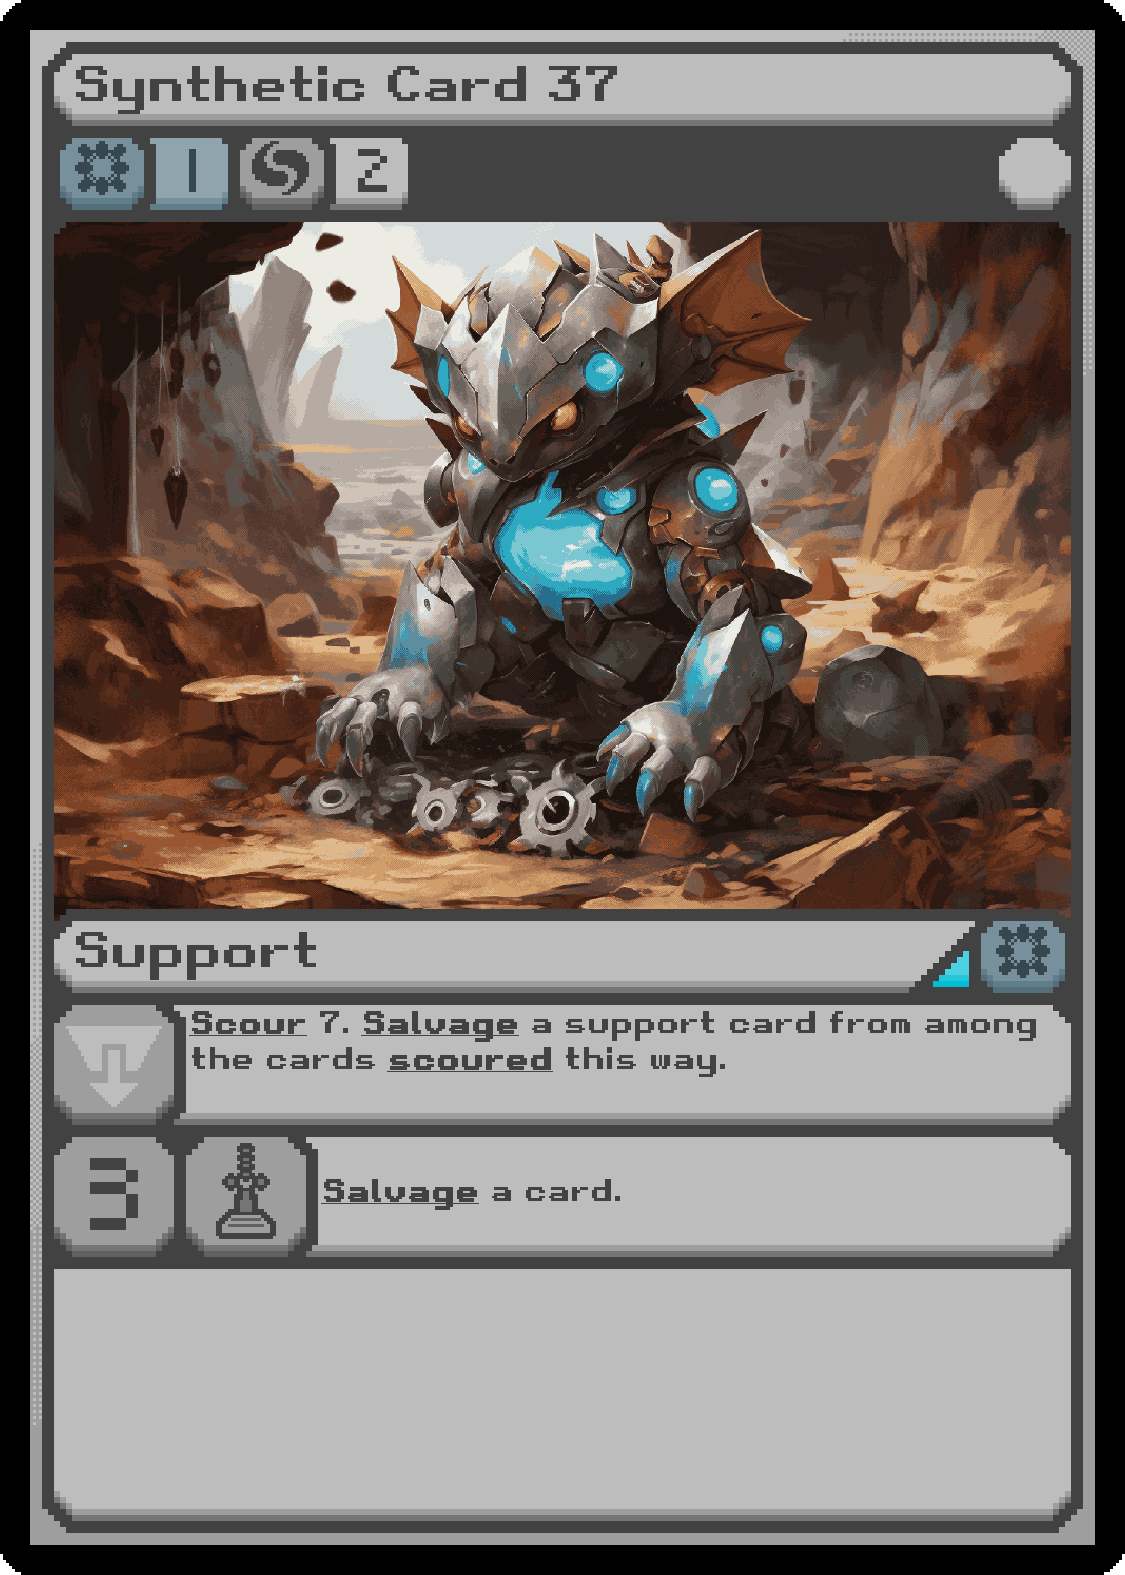 Synthetic Card 37
1 2
Support
Scour 7. Salvage a support card from among
the cards scoured this way.
3
Salvage a card.